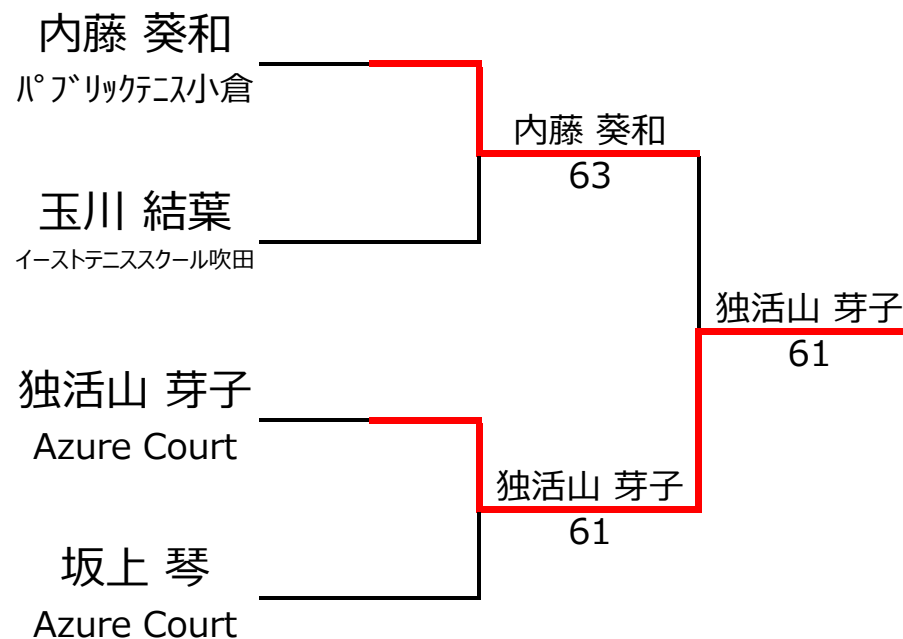 内藤 葵和
ﾊﾟﾌﾞﾘｯｸﾃﾆｽ小倉
内藤 葵和
63
玉川 結葉
イーストテニススクール吹田
独活山 芽子
61
独活山 芽子
Azure Court
独活山 芽子
61
坂上 琴
Azure Court